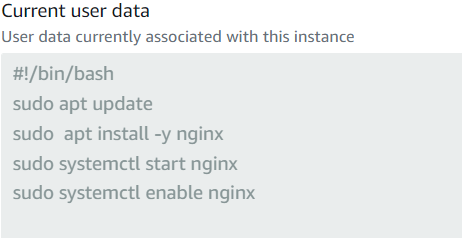 Current user data
User data currently associated with this instance
#!/bin/bash
sudo apt update
sudo  apt install -y nginx
sudo systemctl start nginx
sudo systemctl enable nginx